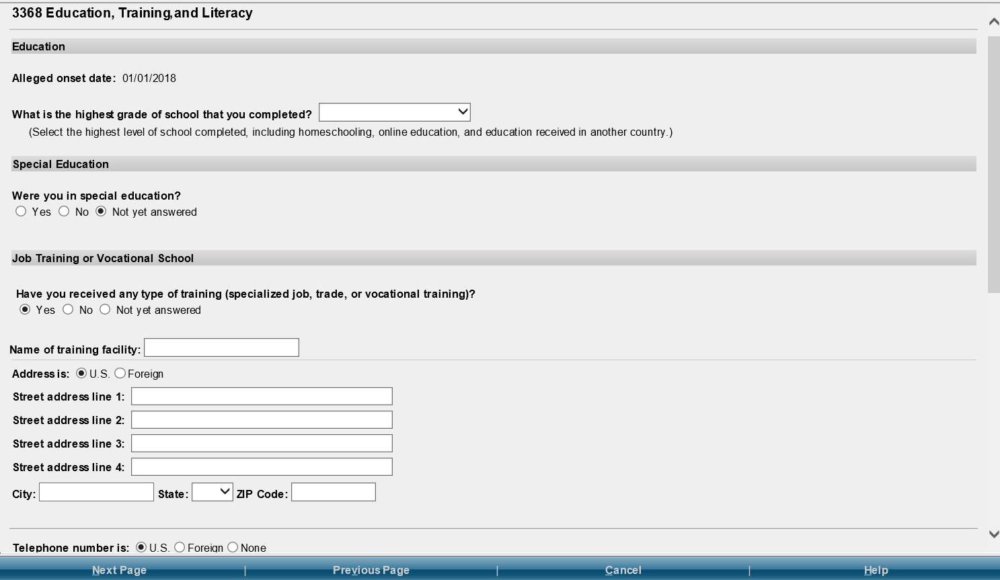 3368 Education, Training,and Literacy
Education
Alleged onset date: 01/01/2018
What is the highest grade of school that you completed?
(Select the highest level of school completed, including homeschooling, online education, and education received in another country.)
Special Education
Were you in special education?
Yes No Not yet answered
Job Training or Vocational School
Have you received any type of training (specialized job, trade, or vocational training)?
Yes No Not yet answered
Name of training facility:
Address is: U.S. Foreign
Street address line 1:
Street address line 2:
Street address line 3:
Street address line 4:
City: State: ZIP Code:
Telephone number is: U.S. Foreign None
Next Page | Previous Page | Cancel | Help